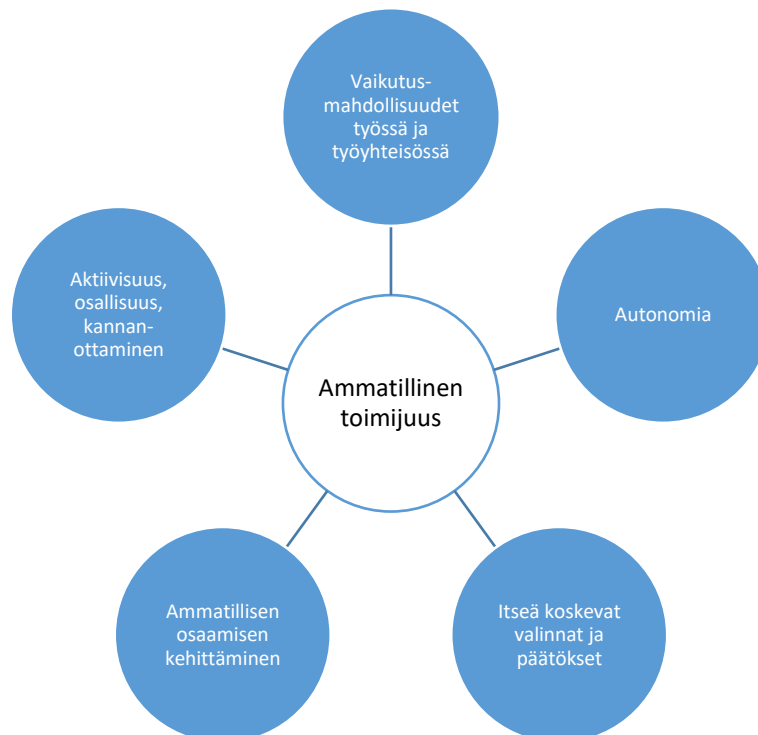 Vaikutus-
mahdollisuudet
työssä ja
työyhteisössä
Aktiivisuus,
osallisuus,
kannan-
ottaminen
Autonomia
Ammatillinen
toimijuus
Ammatillisen
osaamisen
kehittäminen
Itseä koskevat
valinnat ja
päätökset